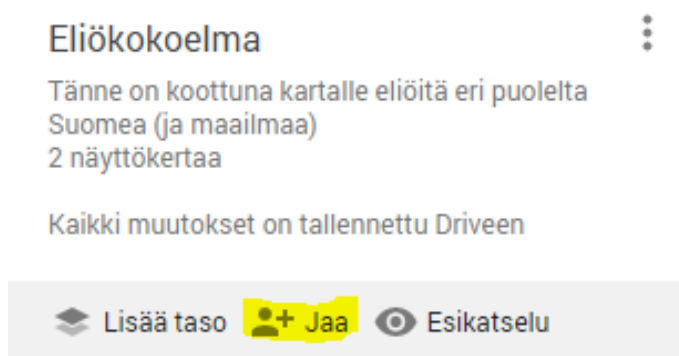 Eliökokoelma
Tänne on koottuna kartalle eliöitä eri puolelta
Suomea (ja maailmaa)
2 näyttökertaa
Kaikki muutokset on tallennettu Driveen
Lisää taso Jaa Esikatselu